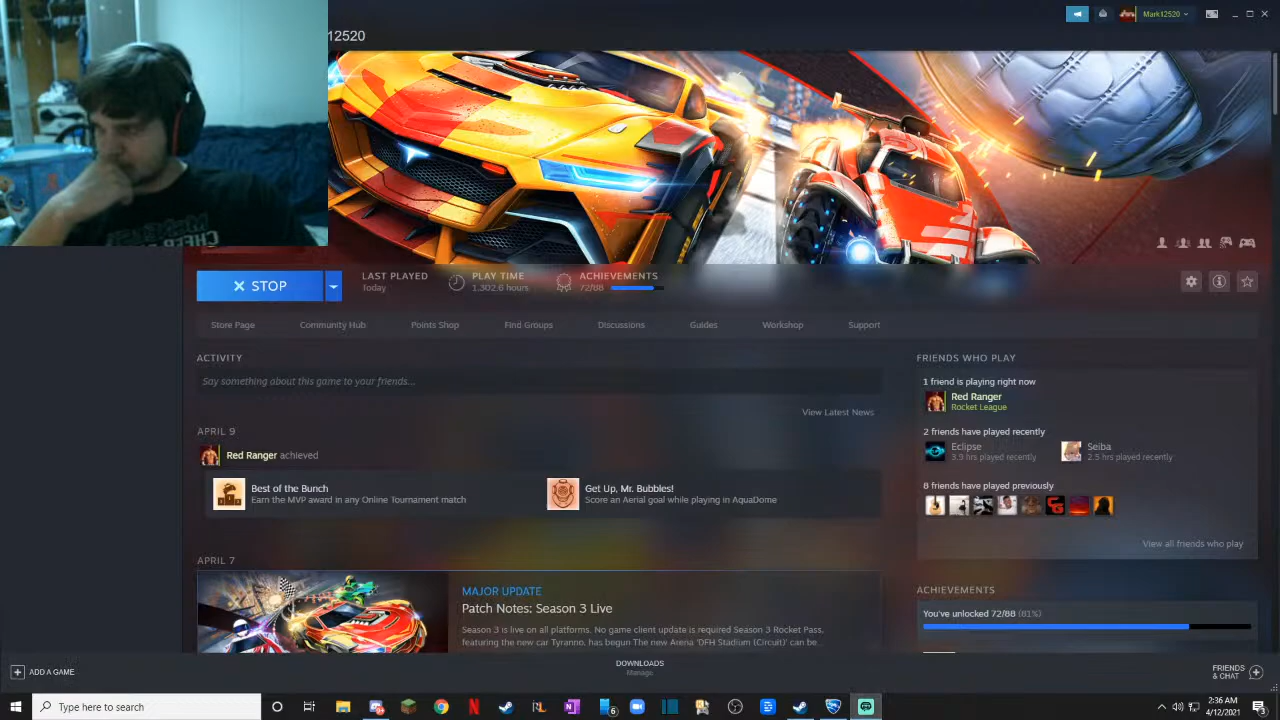 Mark12520
12520
STOP
LAST PLAYED
Today
PLAY TIME
1,302.6 hours
ACHIEVEMENTS
72/88
Store Page
Community Hub
Points Shop
Find Groups
Discussions
Guides
Workshop
Support
ACTIVITY
Say something about this game to your friends...
View Latest News
APRIL 9
Red Ranger achieved
Best of the Bunch
Earn the MVP award in any Online Tournament match
Get Up, Mr. Bubbles!
Score an Aerial goal while playing in AquaDome
APRIL 7
MAJOR UPDATE
Patch Notes: Season 3 Live
Season 3 is live on all platforms. No game client update is required Season 3 Rocket Pass,
featuring the new car Tyranno, has begun The new Arena 'DFH Stadium (Circuit)' can be...
FRIENDS WHO PLAY
1 friend is playing right now
Red Ranger
Rocket League
2 friends have played recently
Eclipse
3.9 hrs played recently
Seiba
2.5 hrs played recently
8 friends have played previously
View all friends who play
ACHIEVEMENTS
You've unlocked 72/88 (81%)
ADD A GAME
DOWNLOADS
Manage
FRIENDS
& CHAT
Type here to search
6
2:36 AM
4/12/2021
3